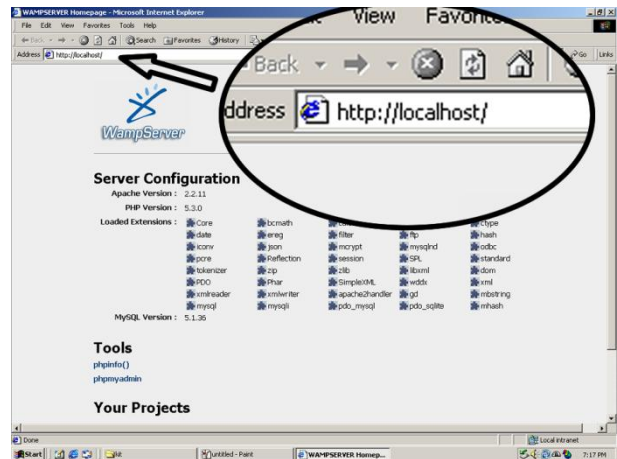 WAMPSERVER Homepage - Microsoft Internet Explorer
File Edit View Favorites Tools Help
Back Search Favorites History
Address http://localhost/ Go Links
View Favorites
Back
ddress http://localhost/
WampServer
Server Configuration
Apache Version : 2.2.11
PHP Version : 5.3.0
Loaded Extensions : Core bcmath ctype
date ereg filter ftp hash
iconv json mcrypt mysqlnd odbc
pcre Reflection session SPL standard
tokenizer zip zlib libxml dom
PDO Phar SimpleXML wddx xml
xmlreader xmlwriter apache2handler gd mbstring
mysql mysqli pdo_mysql pdo_sqlite mhash
MySQL Version : 5.1.36
Tools
phpinfo()
phpmyadmin
Your Projects
Done Local intranet
Start untitled - Paint WAMPSERVER Homep... 7:17 PM